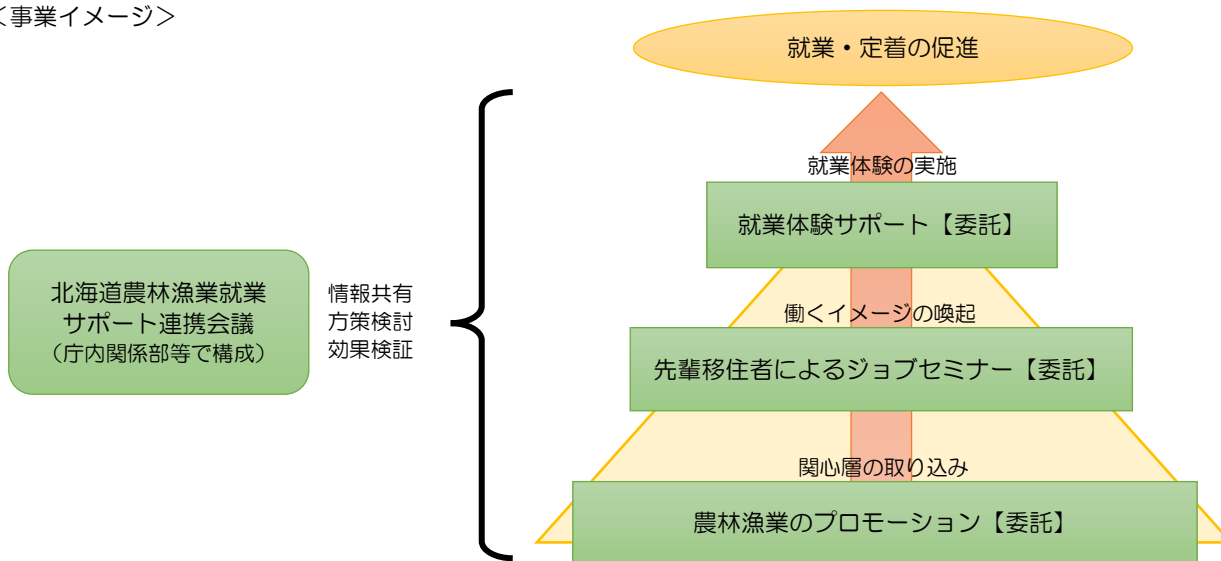 ＜事業イメージ＞
就業・定着の促進
就業体験の実施
就業体験サポート【委託】
北海道農林漁業就業
サポート連携会議
（庁内関係部等で構成）
情報共有
方策検討
効果検証
働くイメージの喚起
先輩移住者によるジョブセミナー【委託】
関心層の取り込み
農林漁業のプロモーション【委託】